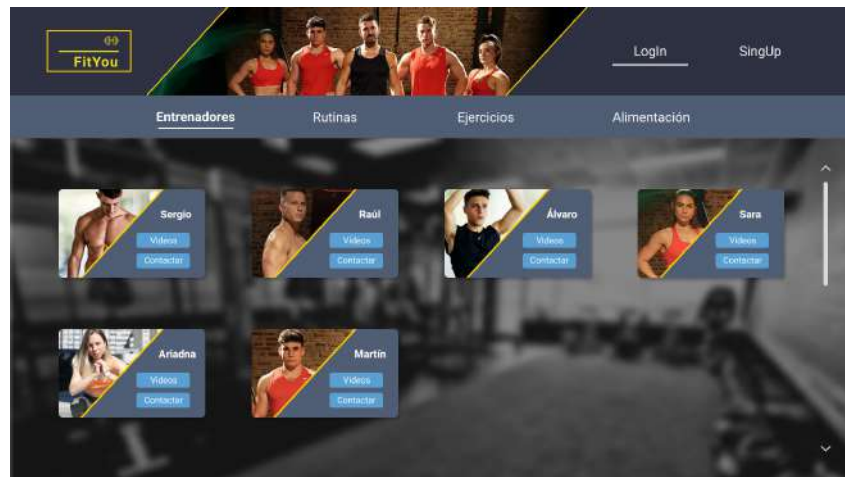 FitYou
LogIn
SingUp
Entrenadores
Rutinas
Ejercicios
Alimentación
Sergio
Videos
Contactar
Raúl
Videos
Contactar
Álvaro
Videos
Contactar
Sara
Videos
Contactar
Ariadna
Videos
Contactar
Martín
Videos
Contactar